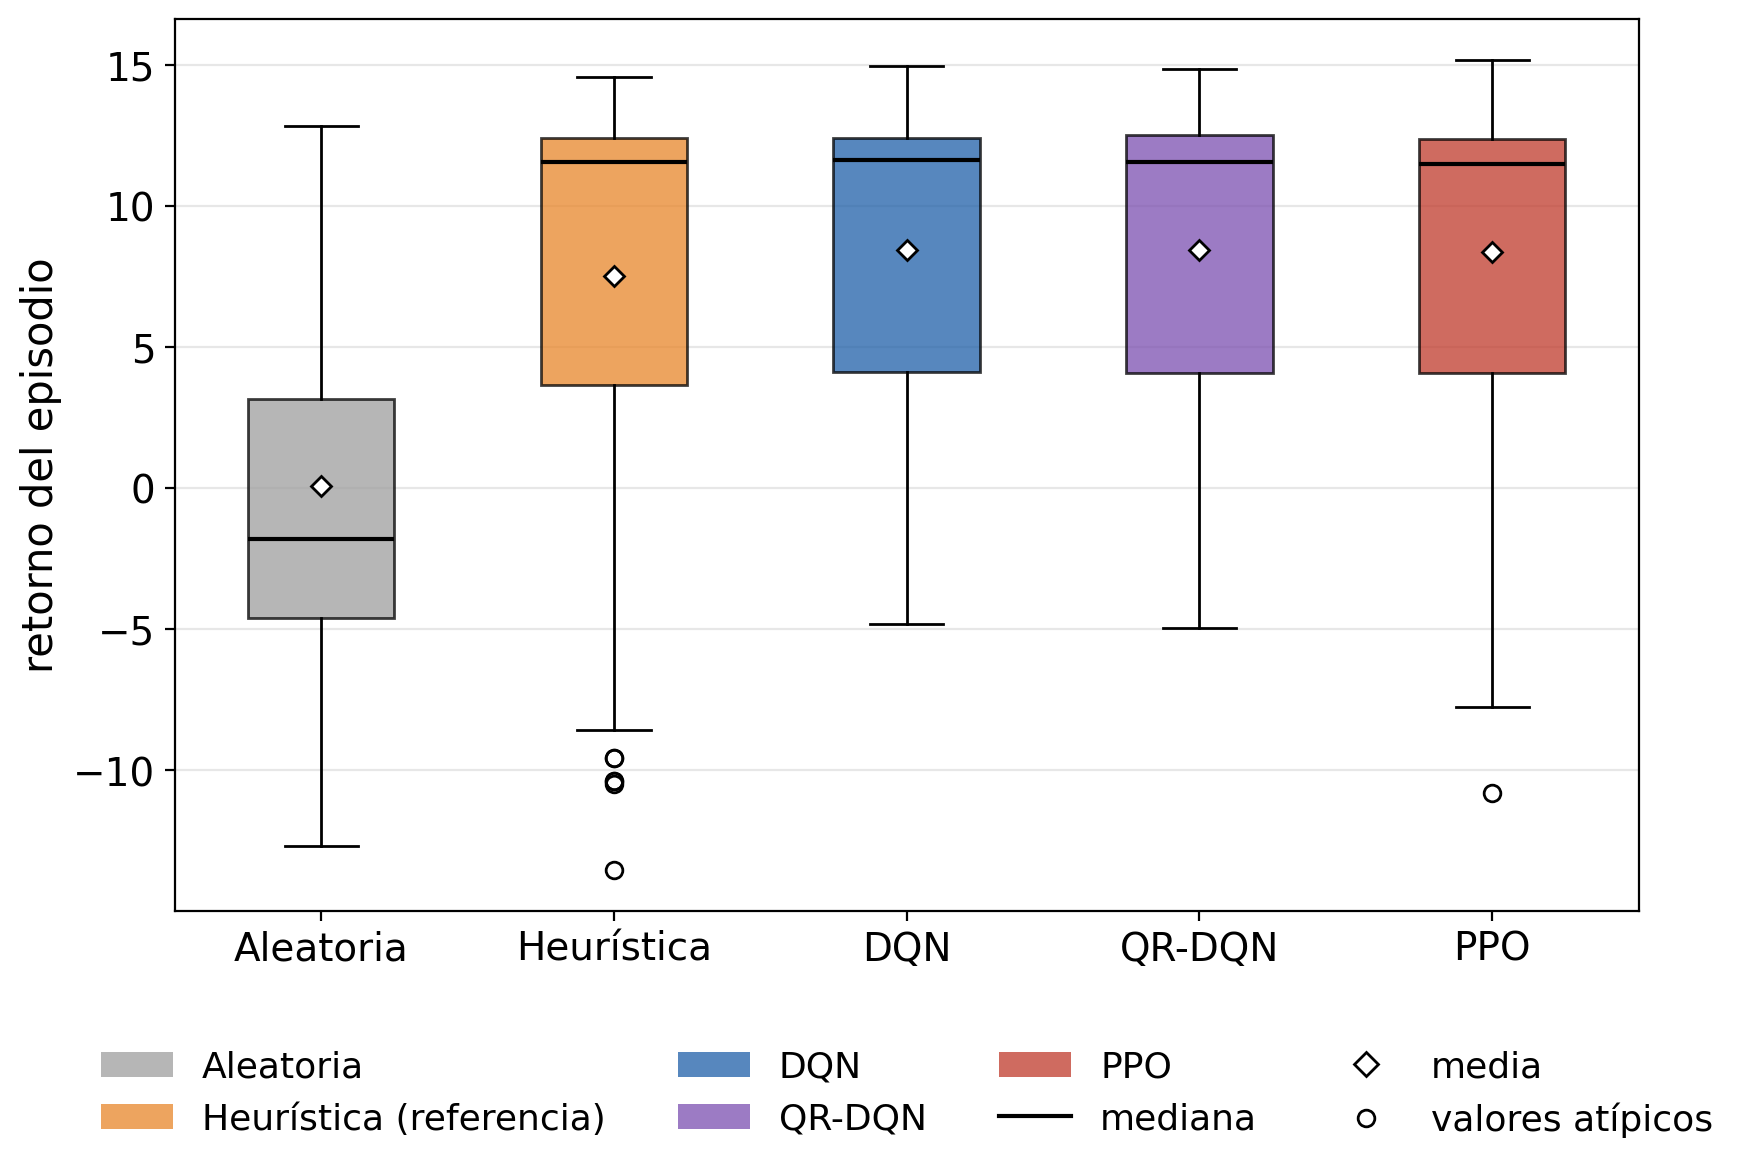 retorno del episodio
15
10
5
0
−5
−10
Aleatoria
Heurística
DQN
QR-DQN
PPO
Aleatoria
Heurística (referencia)
DQN
QR-DQN
PPO
mediana
media
valores atípicos